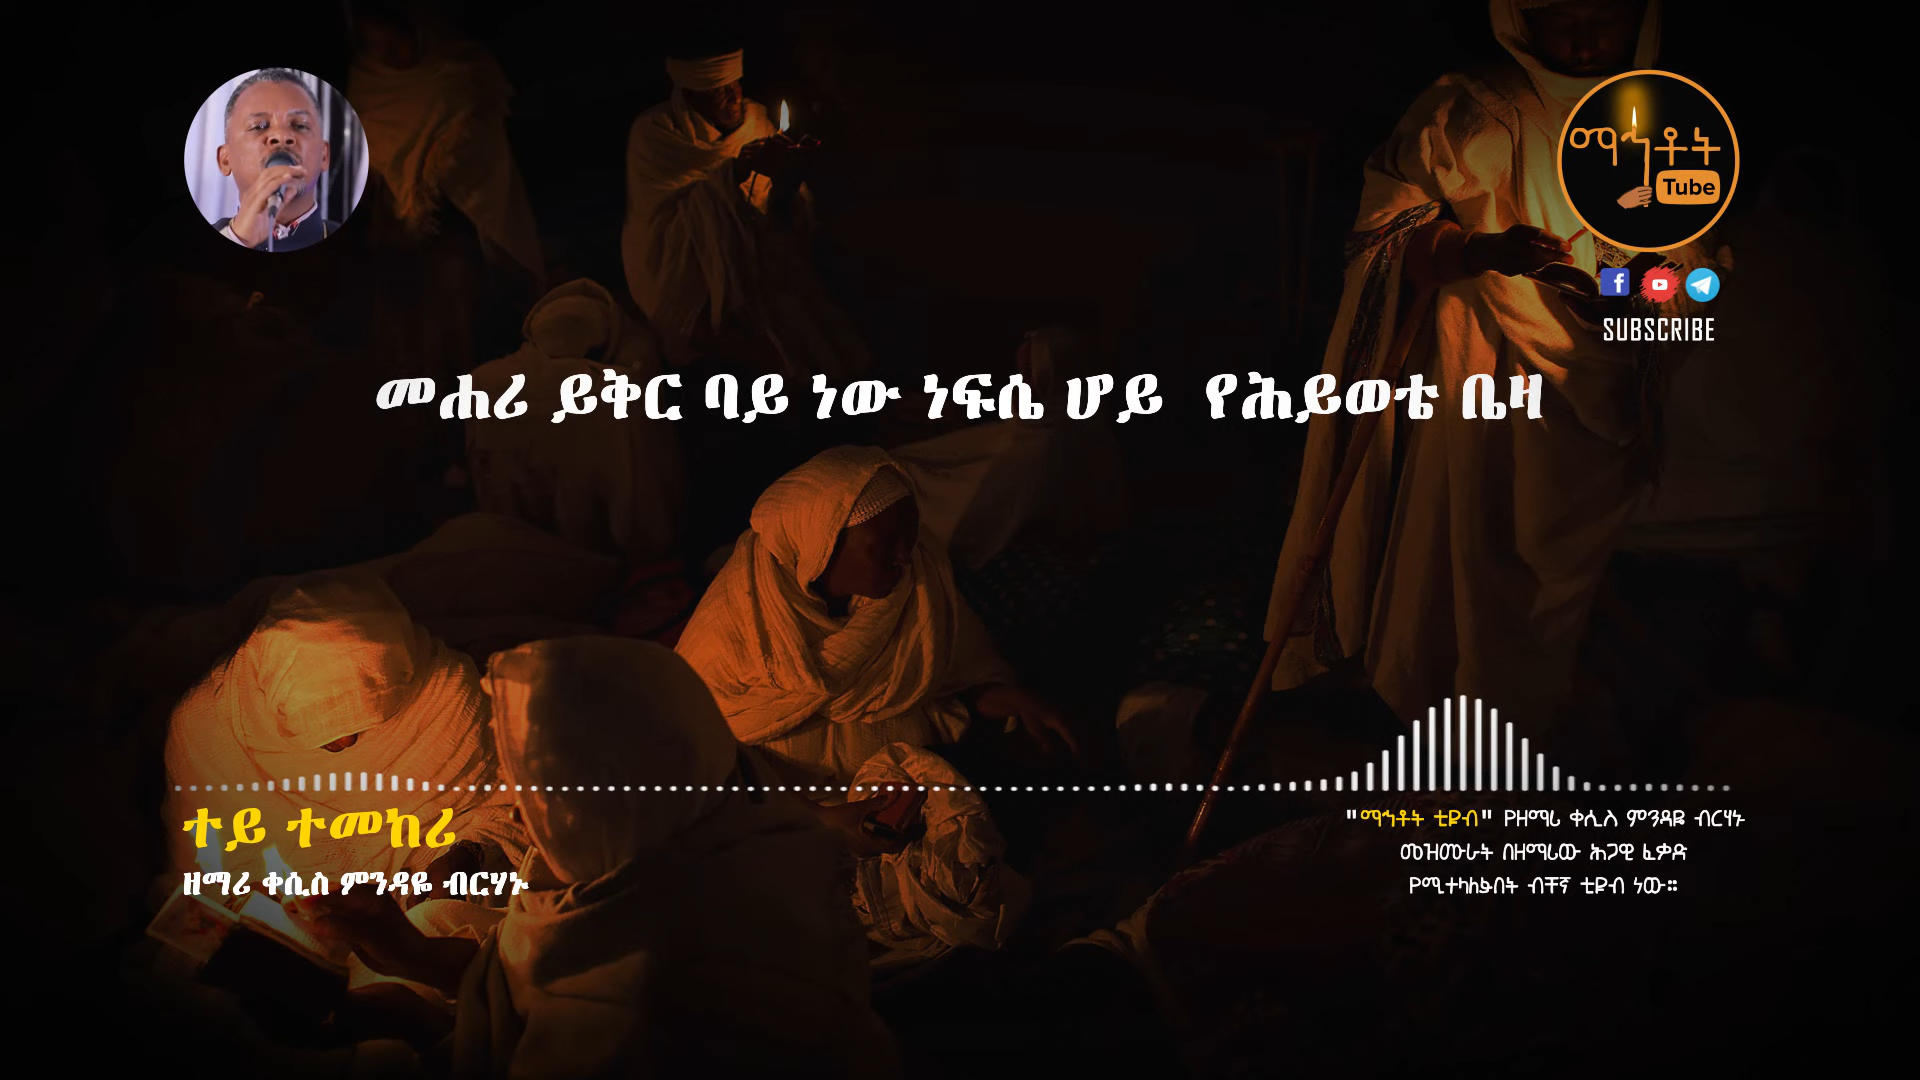 ማኅቶት
Tube
SUBSCRIBE
መሐሪ ይቅር ባይ ነው ነፍሴ ሆይ የሕይወቴ ቤዛ
ተይ ተመከሪ
ዘማሪ ቀሲስ ምንዳዬ ብርሃኑ
"ማኅቶት ቲዩብ" የዘማሪ ቀሲስ ምንዳዬ ብርሃኑ
መዝሙራት በዘማሪው ሕጋዊ ፈቃድ
የሚተላለፉበት ብቸኛ ቲዩብ ነው።